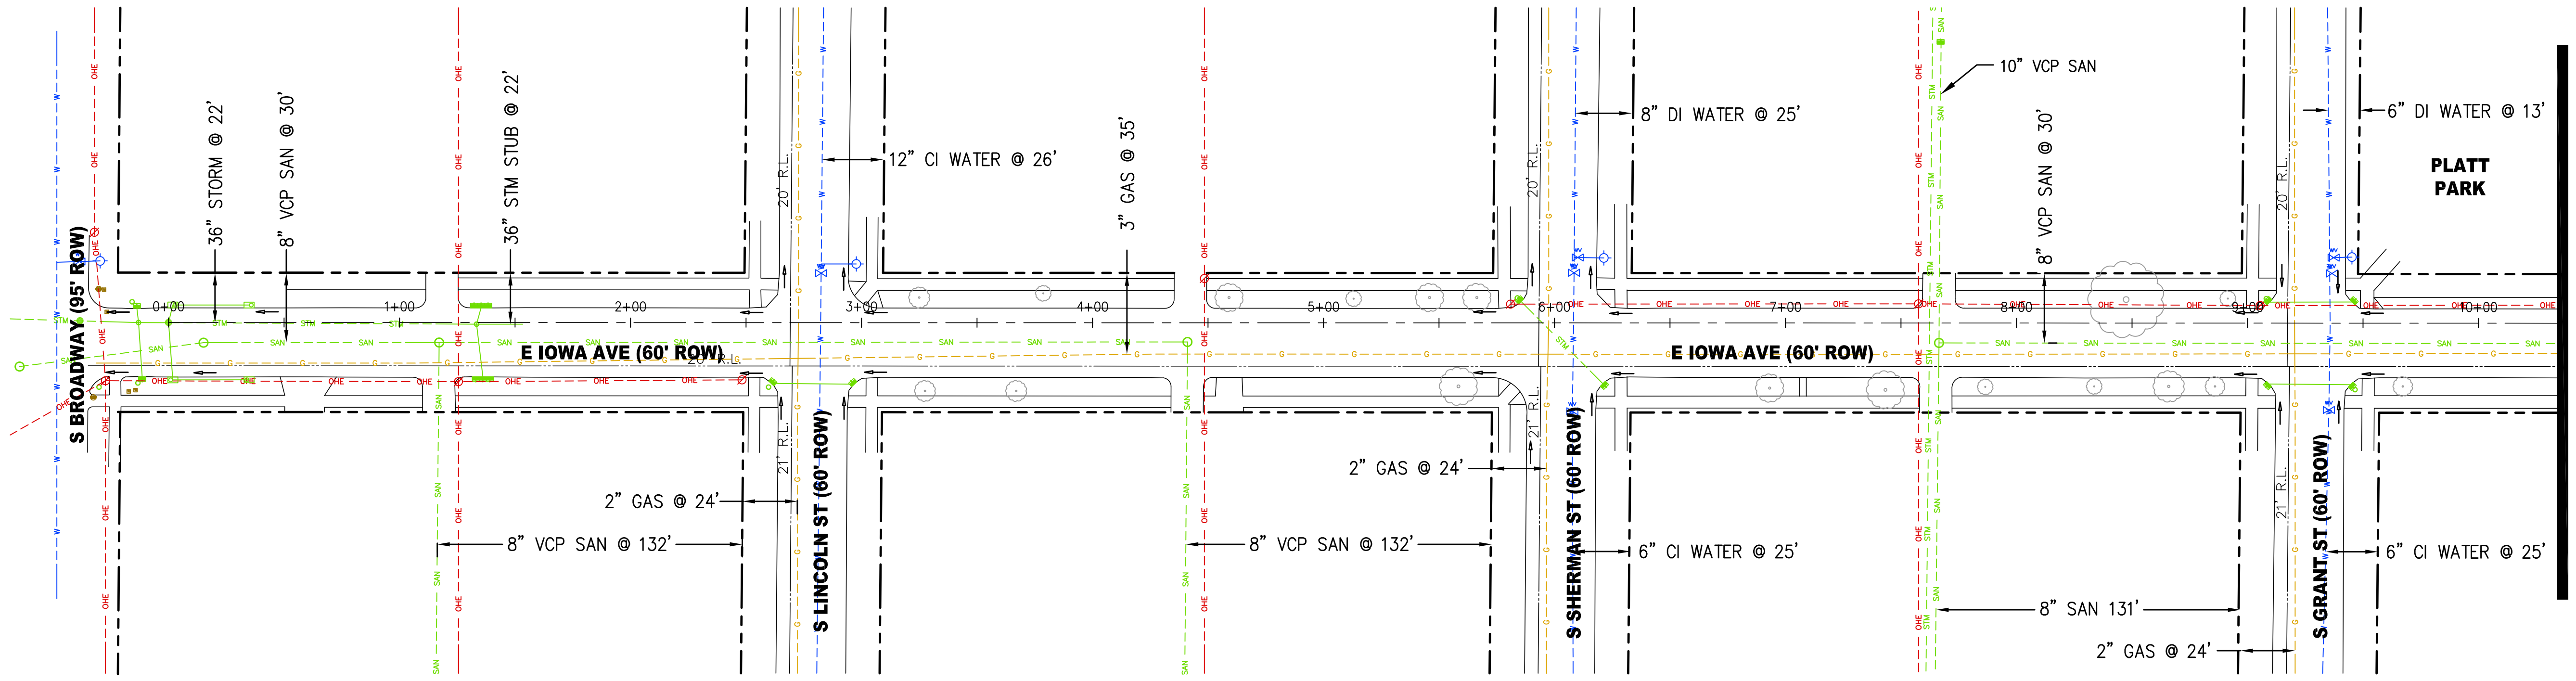 10” VCP SAN
36” STORM @ 22'
8” VCP SAN @ 30'
36” STM STUB @ 22'
12” CI WATER @ 26'
3” GAS @ 35'
8” DI WATER @ 25'
8” VCP SAN @ 30'
6” DI WATER @ 13'
PLATT
PARK
20' R.L.
20' R.L.
20' R.L.
S BROADWAY (95' ROW)
0+00
1+00
2+00
3+00
4+00
5+00
6+00
7+00
8+00
9+00
10+00
E IOWA AVE (60' ROW)
20' R.L.
E IOWA AVE (60' ROW)
21' R.L.
21' R.L.
21' R.L.
2” GAS @ 24'
S LINCOLN ST (60' ROW)
2” GAS @ 24'
S SHERMAN ST (60' ROW)
S GRANT ST (60' ROW)
8” VCP SAN @ 132'
8” VCP SAN @ 132'
6” CI WATER @ 25'
6” CI WATER @ 25'
8” SAN 131'
2” GAS @ 24'
W
OHE
STM
SAN
G